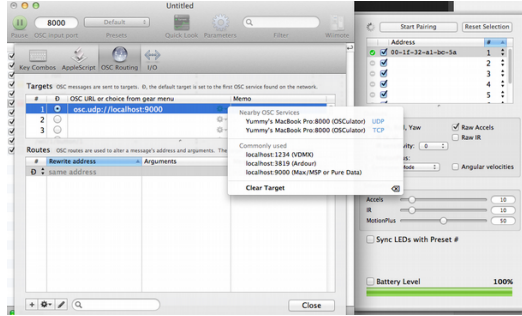 Untitled
8000
Default
Pause OSC input port
Presets
Quick Look Parameters
Filter
Start Pairing
Reset Selection
Address
#
00-1f-32-a1-bc-5a
1
2
3
4
Key Combos
AppleScript
OSC Routing
I/O
Targets OSC messages are sent to targets. Ð, the default target is set to the first OSC service found on the network.
# Ð OSC URL or choice from gear menu Memo
1 osc.udp://localhost:9000
2
3
Nearby OSC Services
Yummy's MacBook Pro:8000 (OSCulator) UDP
Yummy's MacBook Pro:8000 (OSCulator) TCP
Commonly used
localhost:1234 (VDMX)
localhost:3819 (Ardour)
localhost:9000 (Max/MSP or Pure Data)
Clear Target
Routes OSC routes are used to alter a message's address and arguments. The
# Rewrite address Arguments
Ð same address
, Yaw
Raw Accels
Raw IR
0
Mode
Angular velocities
Accels 10
IR 10
MotionPlus 50
Sync LEDs with Preset #
Battery Level 100%
Close